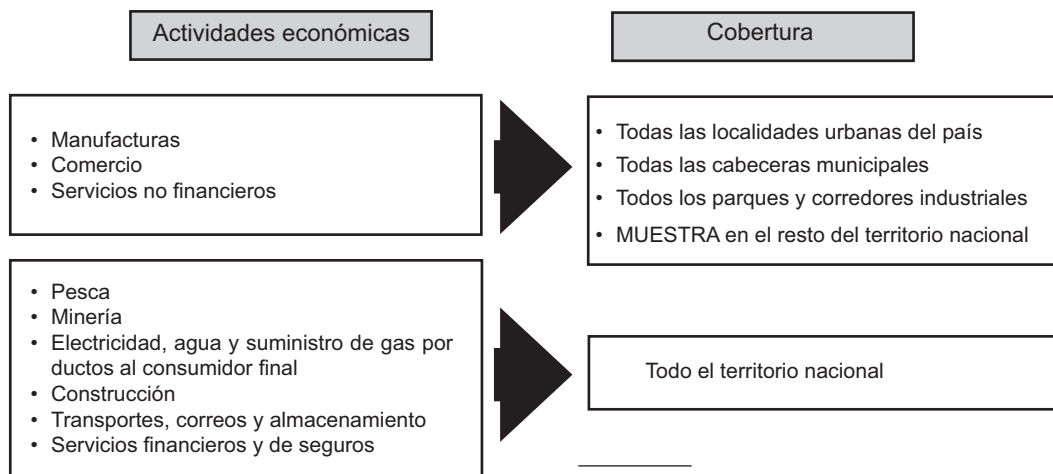 Actividades económicas
Cobertura
• Manufacturas
• Comercio
• Servicios no financieros
• Todas las localidades urbanas del país
• Todas las cabeceras municipales
• Todos los parques y corredores industriales
• MUESTRA en el resto del territorio nacional
• Pesca
• Minería
• Electricidad, agua y suministro de gas por
ductos al consumidor final
• Construcción
• Transportes, correos y almacenamiento
• Servicios financieros y de seguros
Todo el territorio nacional